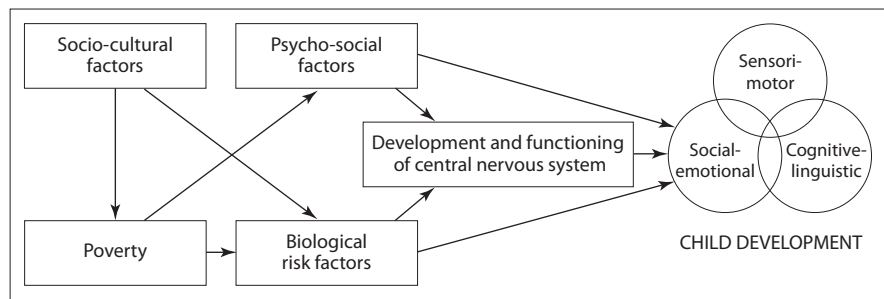 Socio-cultural
factors
Psycho-social
factors
Sensori-
motor
Development and functioning
of central nervous system
Social-
emotional
Cognitive-
linguistic
Poverty
Biological
risk factors
CHILD DEVELOPMENT